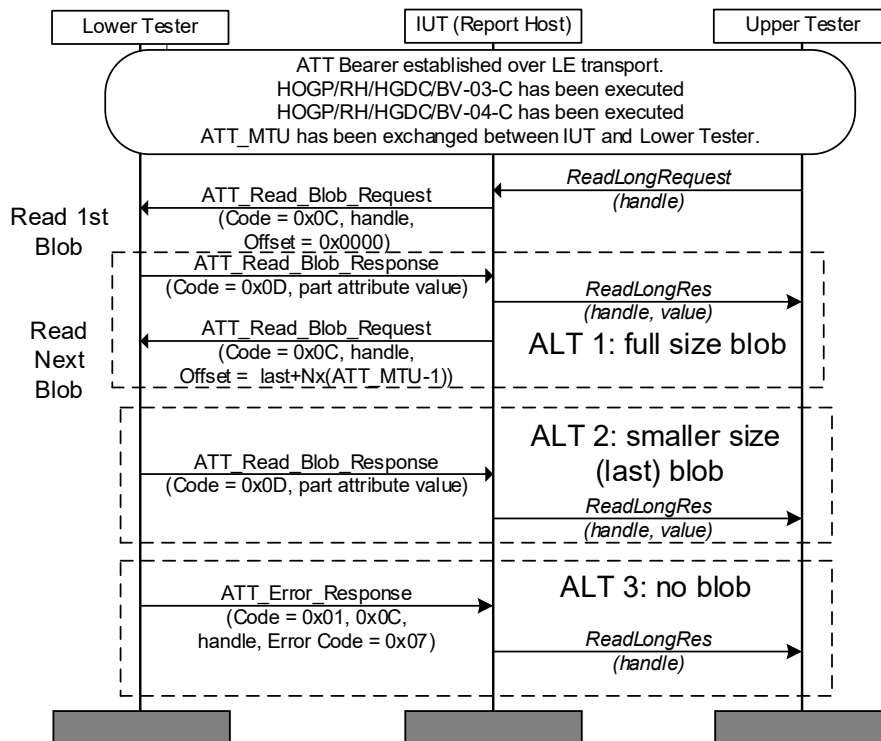 Lower Tester
IUT (Report Host)
Upper Tester
ATT Bearer established over LE transport.
HOGP/RH/HGDC/BV-03-C has been executed
HOGP/RH/HGDC/BV-04-C has been executed
ATT_MTU has been exchanged between IUT and Lower Tester.
ReadLongRequest
(handle)
Read 1st
Blob
ATT_Read_Blob_Request
(Code = 0x0C, handle,
Offset = 0x0000)
ATT_Read_Blob_Response
(Code = 0x0D, part attribute value)
ReadLongRes
(handle, value)
ALT 1: full size blob
Read
Next
Blob
ATT_Read_Blob_Request
(Code = 0x0C, handle,
Offset = last+Nx(ATT_MTU-1))
ALT 2: smaller size
(last) blob
ATT_Read_Blob_Response
(Code = 0x0D, part attribute value)
ReadLongRes
(handle, value)
ALT 3: no blob
ATT_Error_Response
(Code = 0x01, 0x0C,
handle, Error Code = 0x07)
ReadLongRes
(handle)